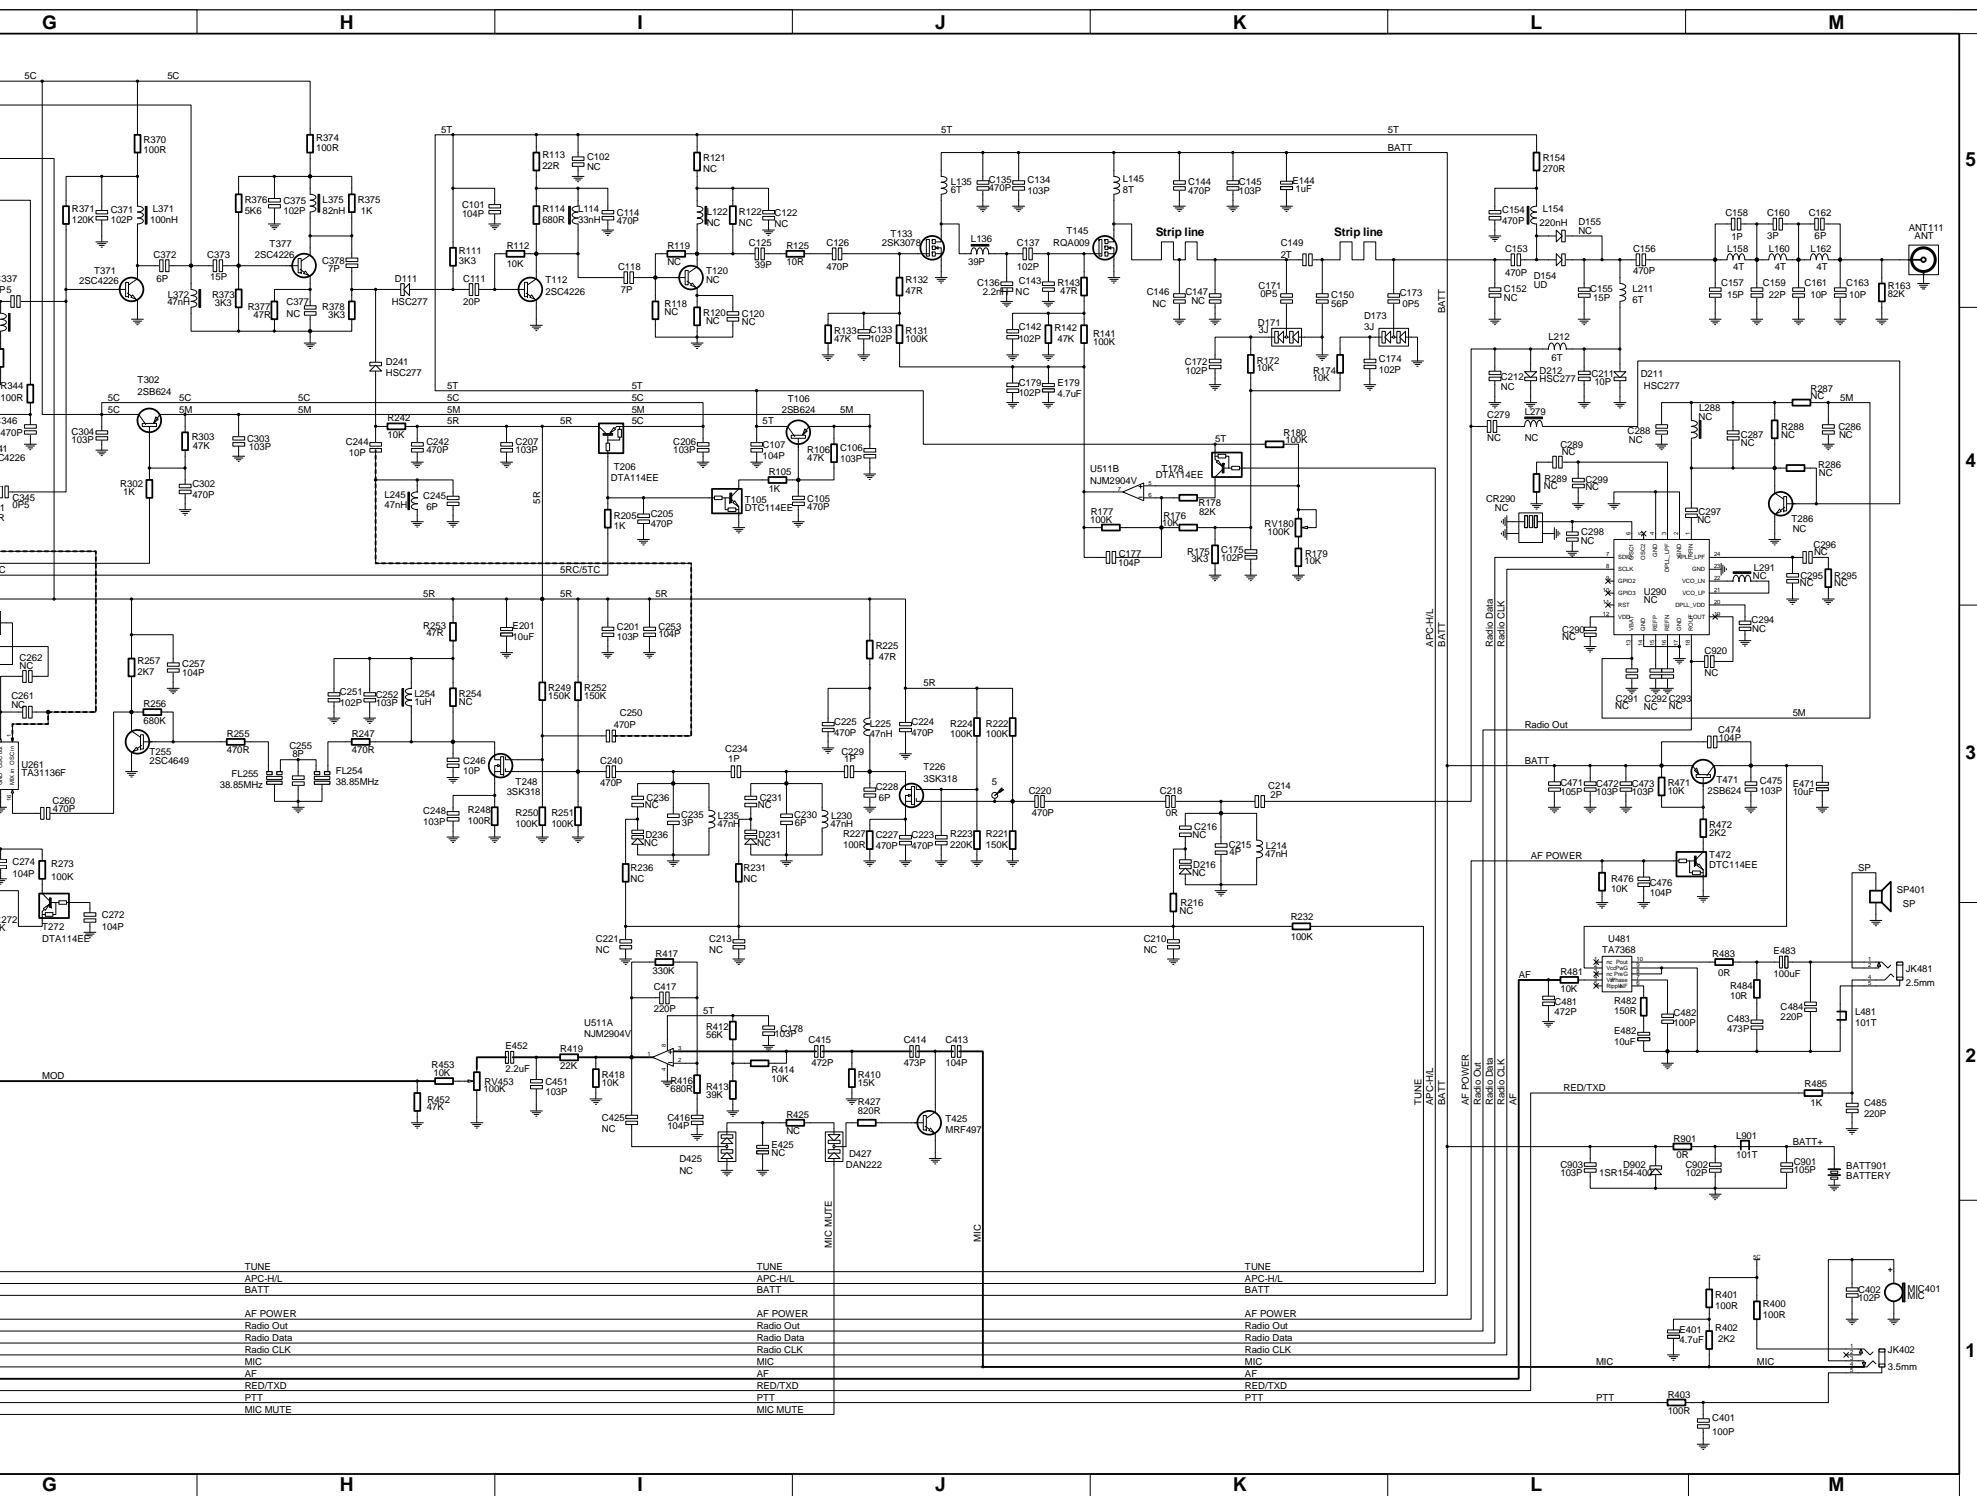 G H I J K L M
5C 5C
R370
100R
R374
100R
5T 5T 5T
BATT
R113
22R
C102
NC
R121
NC
R154
270R
5
R371
120K
C371
102P
L371
100nH
R376
5K6
C375
102P
L375
82nH
R375
1K
C101
104P
R114
680R
L114
33nH
C114
470P
L122
NC
R122
NC
C122
NC
L135
6T
C135
470P
C134
103P
L145
8T
C144
470P
C145
103P
E144
1uF
C154
470P
L154
220nH
D155
NC
C158
1P
C160
3P
C162
6P
ANT111
ANT
T377
2SC4226
R111
3K3
R112
10K
R119
NC
C125
39P
R125
10R
C126
470P
T133
2SK3078
L136
39P
C137
102P
T145
RQA009
Strip line
C149
2T
Strip line
C153
470P
D154
UD
C156
470P
L158
4T
L160
4T
L162
4T
C372
6P
C373
15P
T371
2SC4226
C378
7P
D111
HSC277
C111
20P
T112
2SC4226
C118
7P
T120
NC
R132
47R
C136
2.2n
C143
NC
R143
47R
C146
NC
C147
NC
C171
0P5
C150
56P
C173
0P5
C152
NC
C155
15P
L211
6T
C157
15P
C159
22P
C161
10P
C163
10P
R163
82K
L372
47nH
R373
3K3
R377
47R
C377
NC
R378
3K3
R118
NC
R120
NC
C120
NC
R133
47K
C133
102P
R131
100K
C142
102P
R142
47K
R141
100K
D171
3J
D173
3J
L212
6T
D241
HSC277
C172
102P
R172
10K
R174
10K
C174
102P
C212
NC
D212
HSC277
C211
10P
D211
HSC277
R344
100R
T302
2SB624
5T 5T
T106
2SB624
C179
102P
E179
4.7uF
R287
NC
5M
5C 5M 5C 5M 5C 5M 5R 5R 5C 5M 5C 5T 5M
C346
470P
C304
103P
R303
47K
C303
103P
R242
10K
C244
10P
C242
470P
C207
103P
T206
DTA114EE
C206
103P
C107
104P
R106
47K
C106
103P
R180
100K
5T
C279
NC
L279
NC
C288
NC
L288
NC
C287
NC
R288
NC
C286
NC
4
U511B
NJM2904V
T178
DTA114EE
C289
NC
R289
NC
C299
NC
R286
NC
R302
1K
C302
470P
C345
0P5
L245
47nH
C245
6P
5R
R205
1K
C205
470P
R105
1K
T105
DTC114EE
C105
470P
R178
82K
R177
100K
R176
10K
RV180
100K
CR290
NC
C298
NC
C297
NC
T286
NC
C177
104P
R175
3K3
C175
102P
R179
10K
C296
NC
C295
NC
R295
NC
L291
NC
U290
NC
SCLK
GPIO2
GPIO3
RST
VDD
GND
VCO_LN
VCO_LP
DPLL_VDD
5RC/5TC
5R 5R 5R
C290
NC
C294
NC
C920
NC
C291
NC
C292
NC
C293
NC
5M
APC-H/L
BATT
Radio Data
Radio CLK
R253
47R
E201
10uF
C201
103P
C253
104P
R225
47R
5R
C262
NC
C261
NC
R257
2K7
C257
104P
R256
680K
C251
102P
C252
103P
L254
1uH
R254
NC
R249
150K
R252
150K
C250
470P
C225
470P
L225
47nH
C224
470P
R224
100K
R222
100K
Radio Out
C474
104P
3
U261
TA31136F
T255
2SC4649
R255
470R
C255
8P
R247
470R
FL255
38.85MHz
FL254
38.85MHz
C246
10P
T248
3SK318
C240
470P
C234
1P
C229
1P
T226
3SK318
5
BATT
C471
105P
C472
103P
C473
103P
R471
10K
T471
2SB624
C475
103P
E471
10uF
C260
470P
C248
103P
R248
100R
R250
100K
R251
100K
C236
NC
C235
3P
L235
47nH
C231
NC
C230
6P
L230
47nH
C228
6P
C220
470P
C218
0R
C214
2P
D236
NC
D231
NC
R227
100R
C227
470P
C223
470P
R223
220K
R221
150K
C216
NC
C215
4P
L214
47nH
D216
NC
R472
2K2
AF POWER
T472
DTC114EE
C274
104P
R273
100K
T272
DTA114EE
C272
104P
R236
NC
R231
NC
R216
NC
R232
100K
R476
10K
C476
104P
SP
SP401
SP
C221
NC
C213
NC
C210
NC
U481
TA7368
R483
0R
E483
100uF
JK481
2.5mm
R417
330K
C417
220P
5T
U511A
NJM2904V
R412
56K
C178
103P
AF
R481
10K
C481
472P
R482
150R
E482
10uF
C482
100P
R484
10R
C483
473P
C484
220P
L481
101T
2
MOD
R453
10K
RV453
100K
R452
47K
E452
2.2uF
R419
22K
C451
103P
R418
10K
R416
680R
R413
39K
R414
10K
C415
472P
R410
15K
C414
473P
C413
104P
R427
820R
T425
MRF497
C425
NC
C416
104P
R425
NC
D425
NC
E425
NC
D427
DAN222
TUNE
APC-H/L
BATT
AF POWER
Radio Out
Radio Data
Radio CLK
AF
RED/TXD
R485
1K
C485
220P
R901
0R
L901
101T
BATT+
C903
103P
D902
1SR154-400
C902
102P
C901
105P
BATT901
BATTERY
MIC MUTE
MIC
TUNE TUNE TUNE
APC-H/L APC-H/L APC-H/L
BATT BATT BATT
AF POWER AF POWER AF POWER
Radio Out Radio Out Radio Out
Radio Data Radio Data Radio Data
Radio CLK Radio CLK Radio CLK
MIC MIC MIC MIC MIC
AF AF AF
RED/TXD RED/TXD RED/TXD
PTT PTT PTT PTT
MIC MUTE MIC MUTE
R401
100R
R400
100R
E401
4.7uF
R402
2K2
C402
102P
MIC401
MIC
JK402
3.5mm
1
R403
100R
C401
100P
G H I J K L M